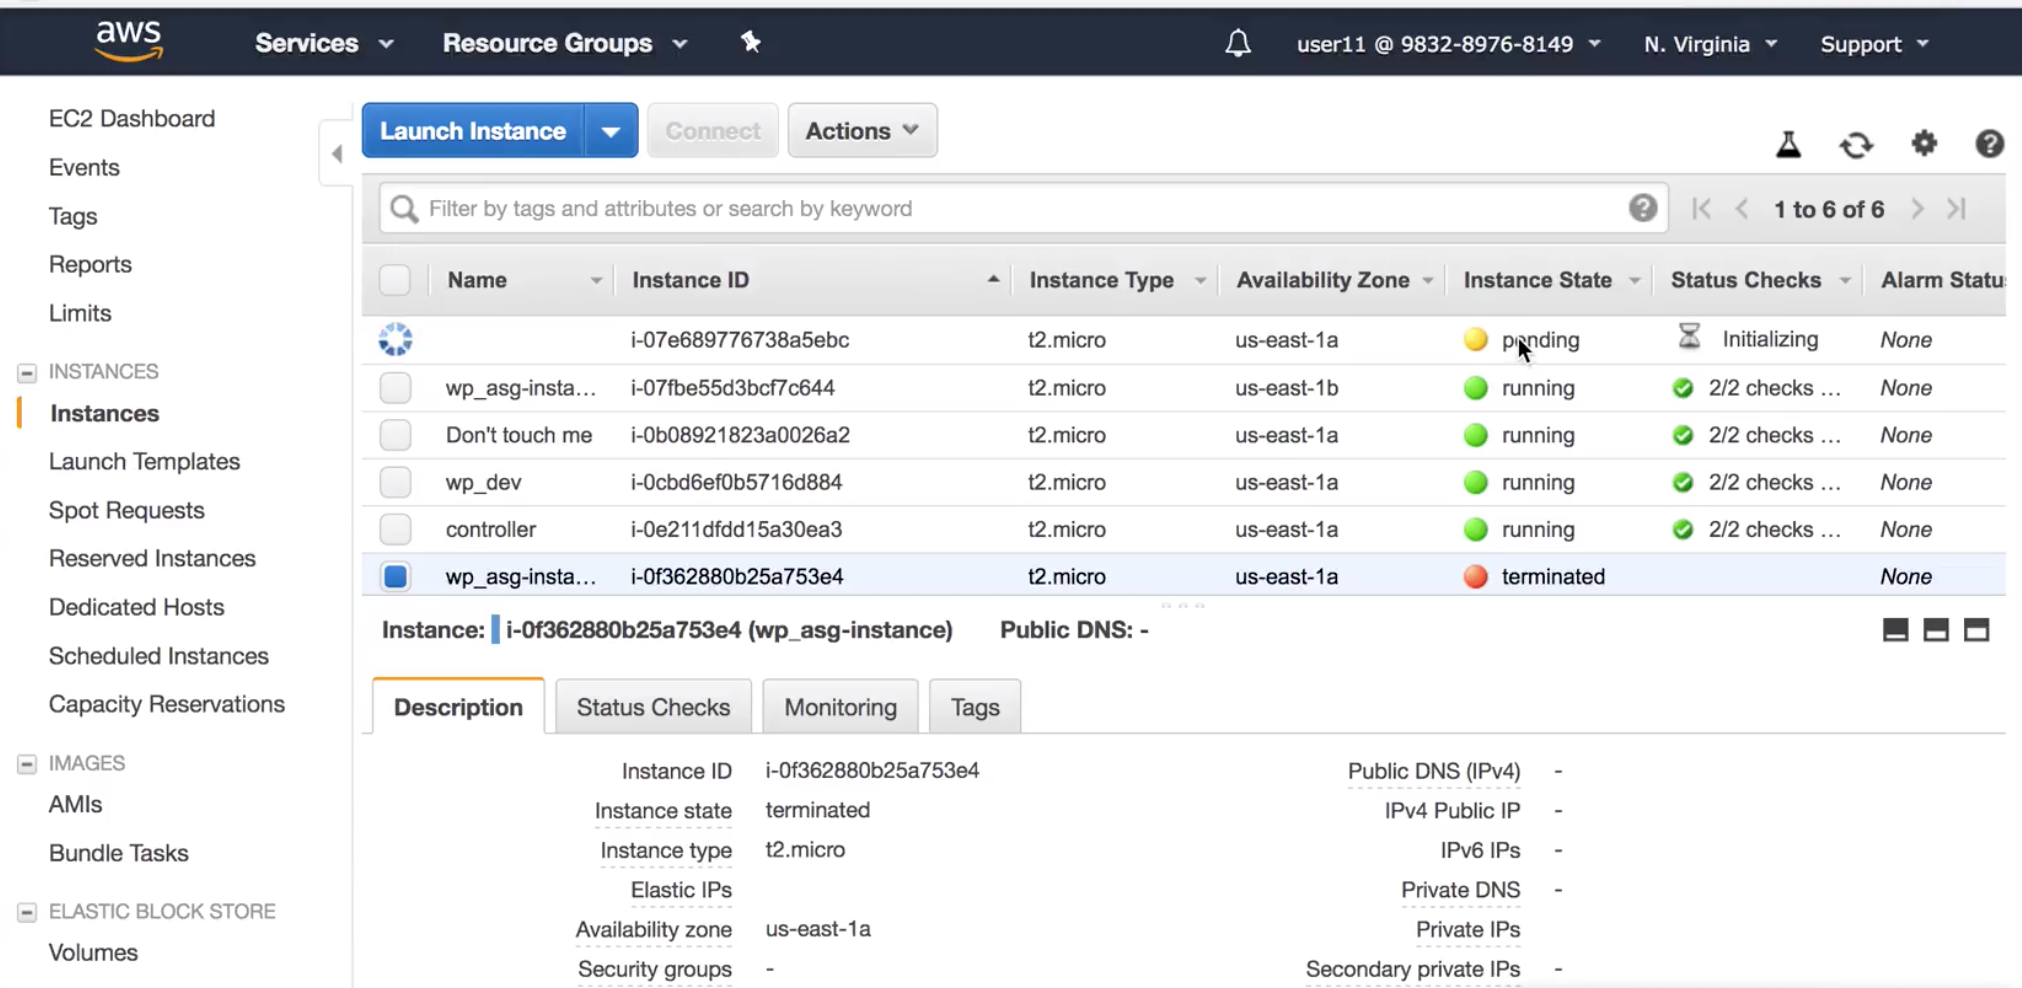 aws Services Resource Groups user11 @ 9832-8976-8149 N. Virginia Support
EC2 Dashboard
Events
Tags
Reports
Limits
INSTANCES
Instances
Launch Templates
Spot Requests
Reserved Instances
Dedicated Hosts
Scheduled Instances
Capacity Reservations
IMAGES
AMIs
Bundle Tasks
ELASTIC BLOCK STORE
Volumes
Launch Instance Connect Actions
Filter by tags and attributes or search by keyword 1 to 6 of 6
Name Instance ID Instance Type Availability Zone Instance State Status Checks Alarm Statu
i-07e689776738a5ebc t2.micro us-east-1a pending Initializing None
wp_asg-insta... i-07fbe55d3bcf7c644 t2.micro us-east-1b running 2/2 checks ... None
Don't touch me i-0b08921823a0026a2 t2.micro us-east-1a running 2/2 checks ... None
wp_dev i-0cbd6ef0b5716d884 t2.micro us-east-1a running 2/2 checks ... None
controller i-0e211dfdd15a30ea3 t2.micro us-east-1a running 2/2 checks ... None
wp_asg-insta... i-0f362880b25a753e4 t2.micro us-east-1a terminated None
Instance: i-0f362880b25a753e4 (wp_asg-instance) Public DNS: -
Description Status Checks Monitoring Tags
Instance ID i-0f362880b25a753e4 Public DNS (IPv4) -
Instance state terminated IPv4 Public IP -
Instance type t2.micro IPv6 IPs -
Elastic IPs Private DNS -
Availability zone us-east-1a Private IPs
Security groups - Secondary private IPs -